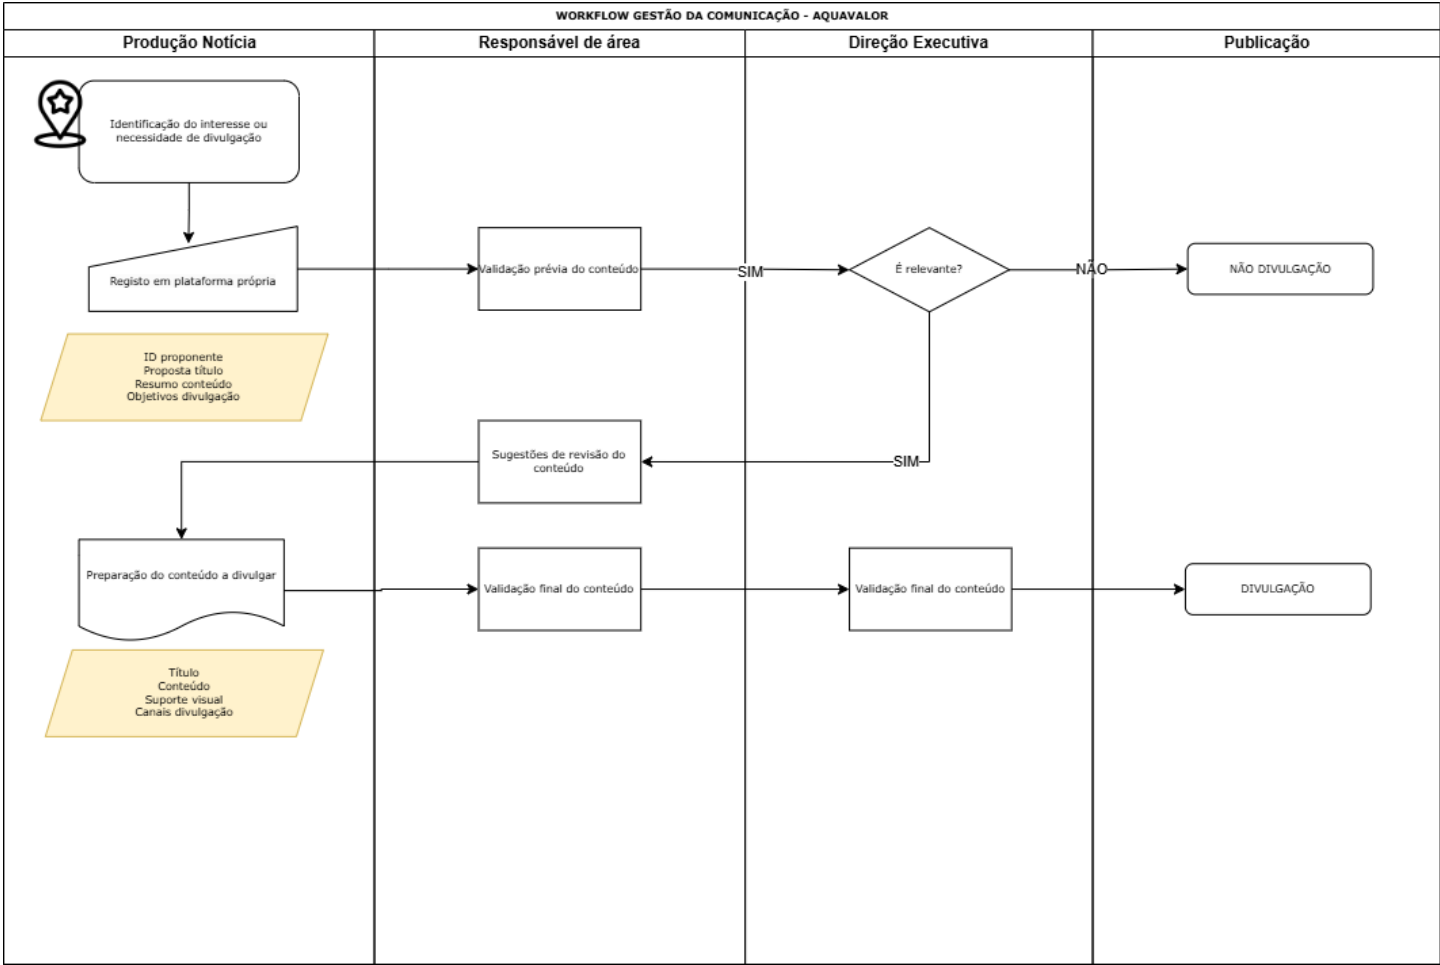 WORKFLOW GESTÃO DA COMUNICAÇÃO - AQUAVALOR
Produção Notícia
Responsável de área
Direção Executiva
Publicação
Identificação do interesse ou
necessidade de divulgação
Registo em plataforma própria
Validação prévia do conteúdo
SIM
É relevante?
NÃO
NÃO DIVULGAÇÃO
ID proponente
Proposta título
Resumo conteúdo
Objetivos divulgação
Sugestões de revisão do
conteúdo
SIM
Preparação do conteúdo a divulgar
Validação final do conteúdo
Validação final do conteúdo
DIVULGAÇÃO
Título
Conteúdo
Suporte visual
Canais divulgação